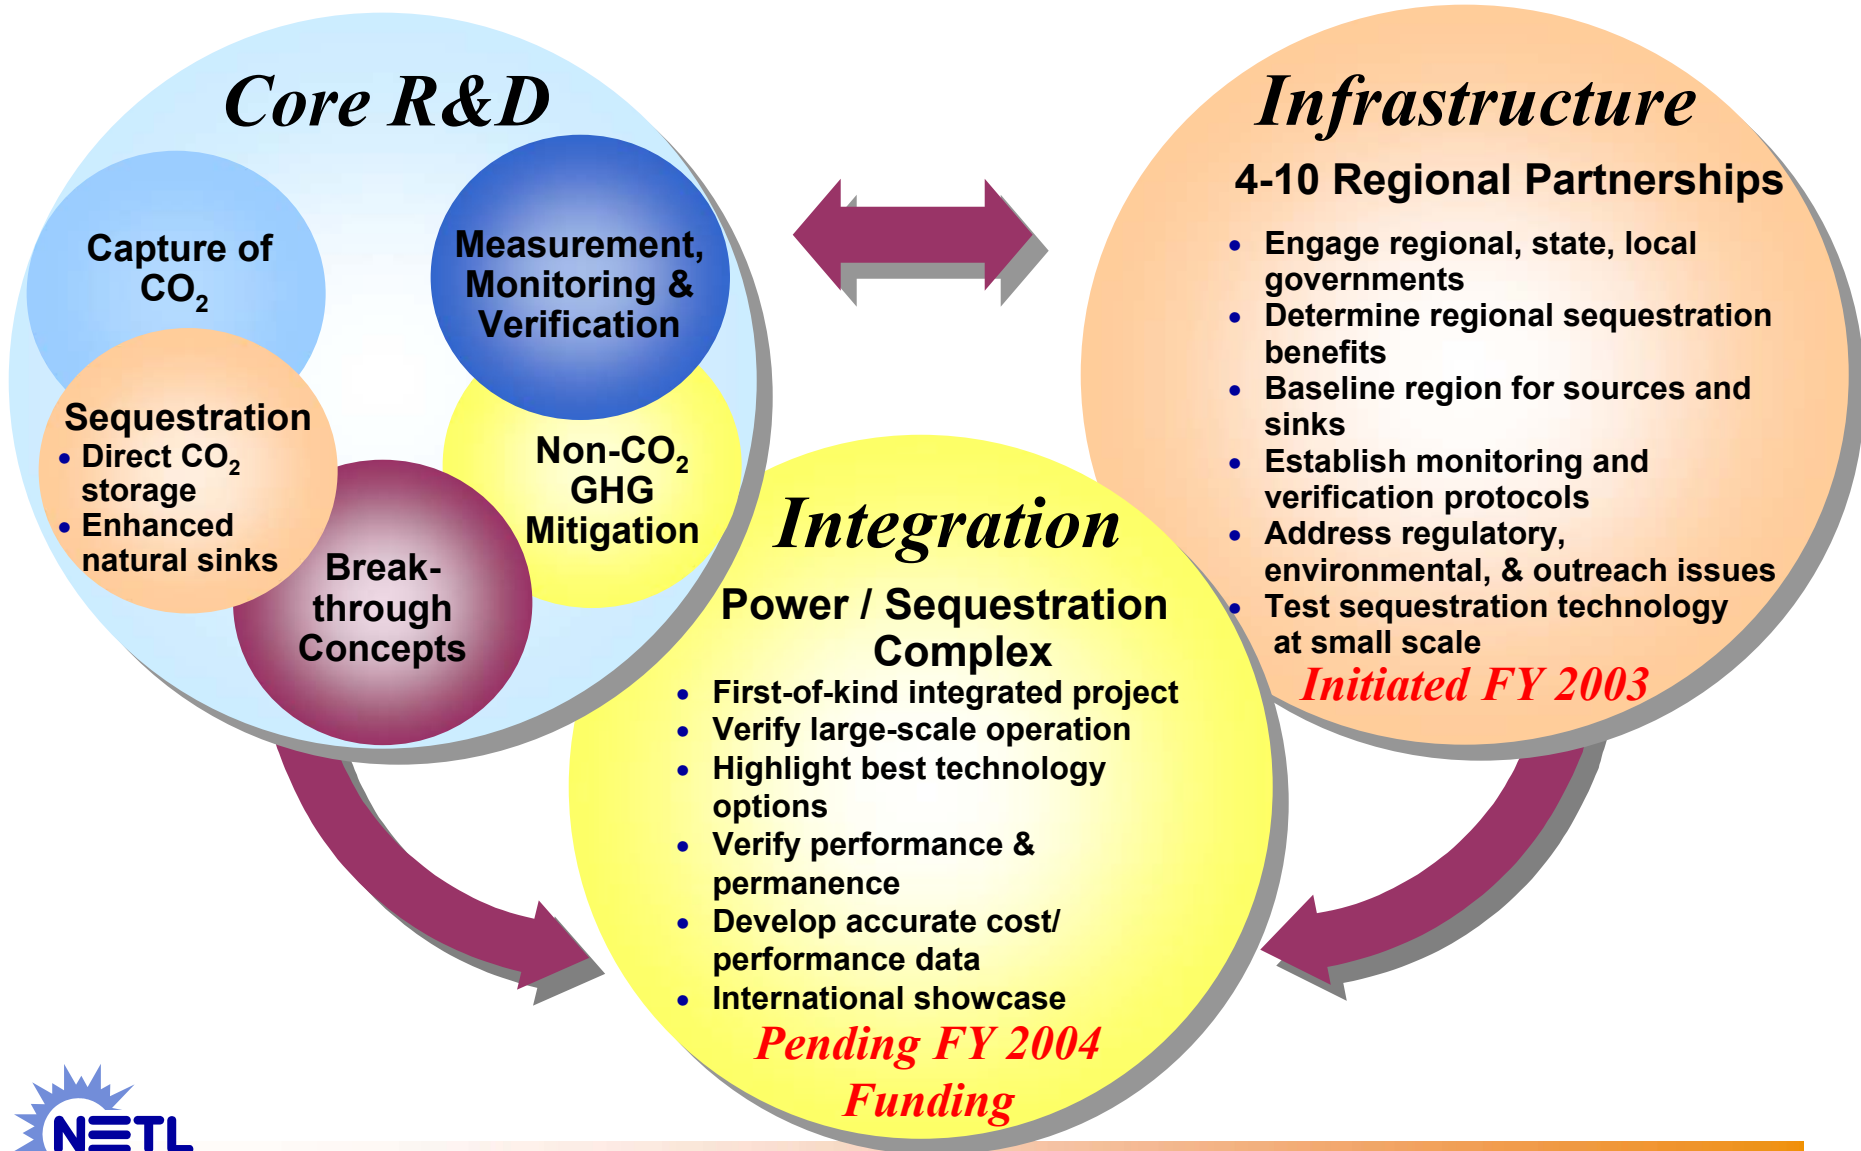 Core R&D
Capture of
CO₂
Measurement,
Monitoring &
Verification
Sequestration
• Direct CO₂
storage
• Enhanced
natural sinks
Non-CO₂
GHG
Mitigation
Break-
through
Concepts
Infrastructure
4-10 Regional Partnerships
• Engage regional, state, local
governments
• Determine regional sequestration
benefits
• Baseline region for sources and
sinks
• Establish monitoring and
verification protocols
• Address regulatory,
environmental, & outreach issues
• Test sequestration technology
at small scale
Initiated FY 2003
Integration
Power / Sequestration
Complex
• First-of-kind integrated project
• Verify large-scale operation
• Highlight best technology
options
• Verify performance &
permanence
• Develop accurate cost/
performance data
• International showcase
Pending FY 2004
Funding
NETL